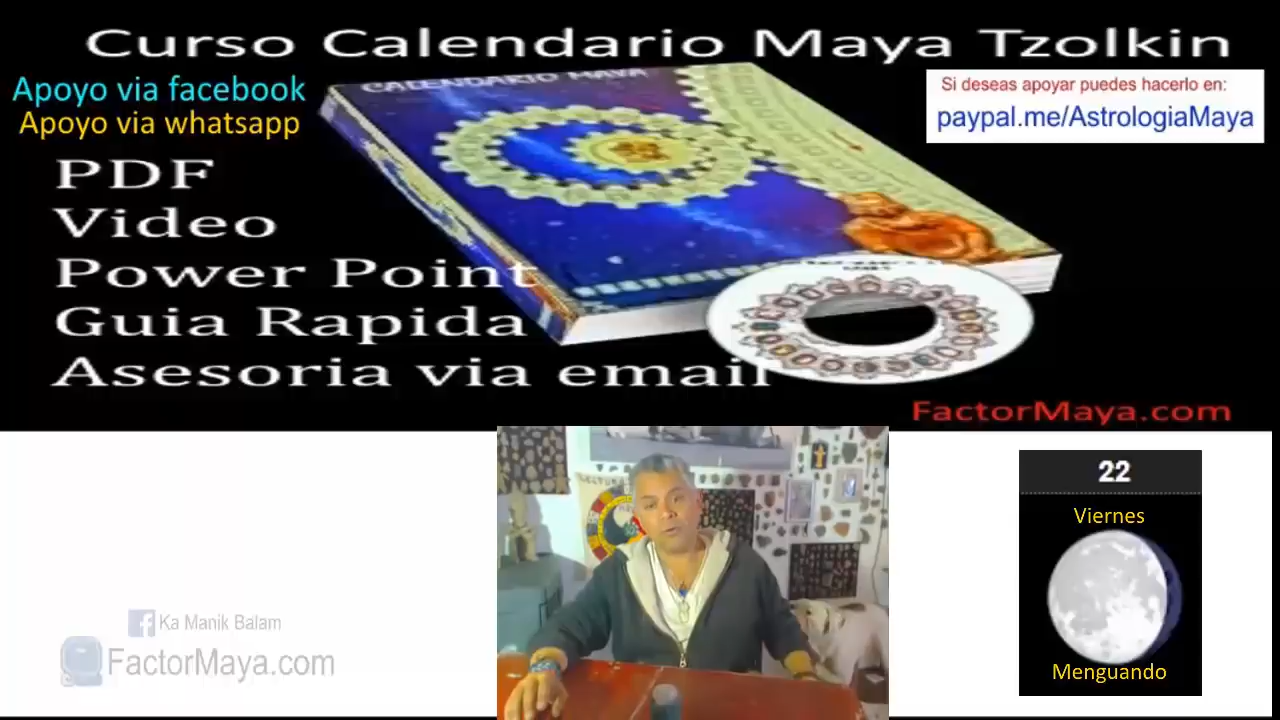 Curso Calendario Maya Tzolkin
Apoyo via facebook
Apoyo via whatsapp
Si deseas apoyar puedes hacerlo en:
paypal.me/AstrologiaMaya
CALENDARIO MAYA
PDF
Video
Power Point
Guia Rapida
Asesoria via email
FactorMaya.com
22
Viernes
Menguando
Ka Manik Balam
FactorMaya.com